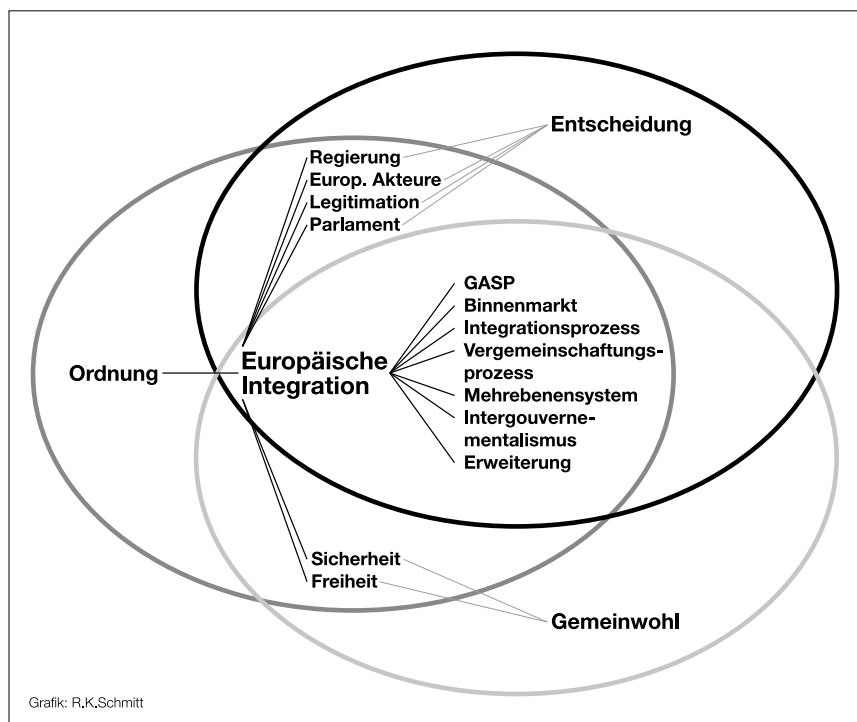 Entscheidung
Regierung
Europ. Akteure
Legitimation
Parlament
GASP
Binnenmarkt
Integrationsprozess
Vergemeinschaftungs-
prozess
Mehrebenensystem
Intergouverne-
mentalismus
Erweiterung
Ordnung
Europäische
Integration
Sicherheit
Freiheit
Gemeinwohl
Grafik: R.K.Schmitt